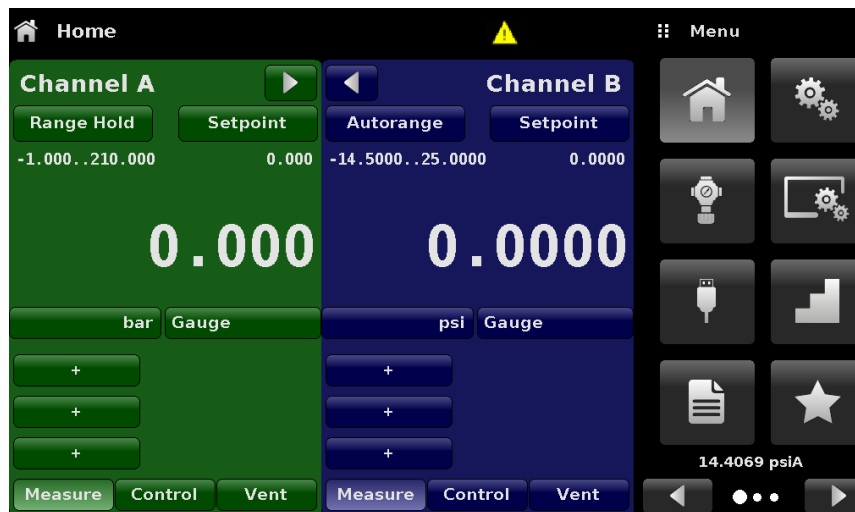 Home
Menu
Channel A
Channel B
Range Hold
Setpoint
Autorange
Setpoint
-1.000..210.000
0.000
-14.5000..25.0000
0.0000
0.000
0.0000
bar
Gauge
psi
Gauge
+
+
+
+
+
+
14.4069 psiA
Measure
Control
Vent
Measure
Control
Vent